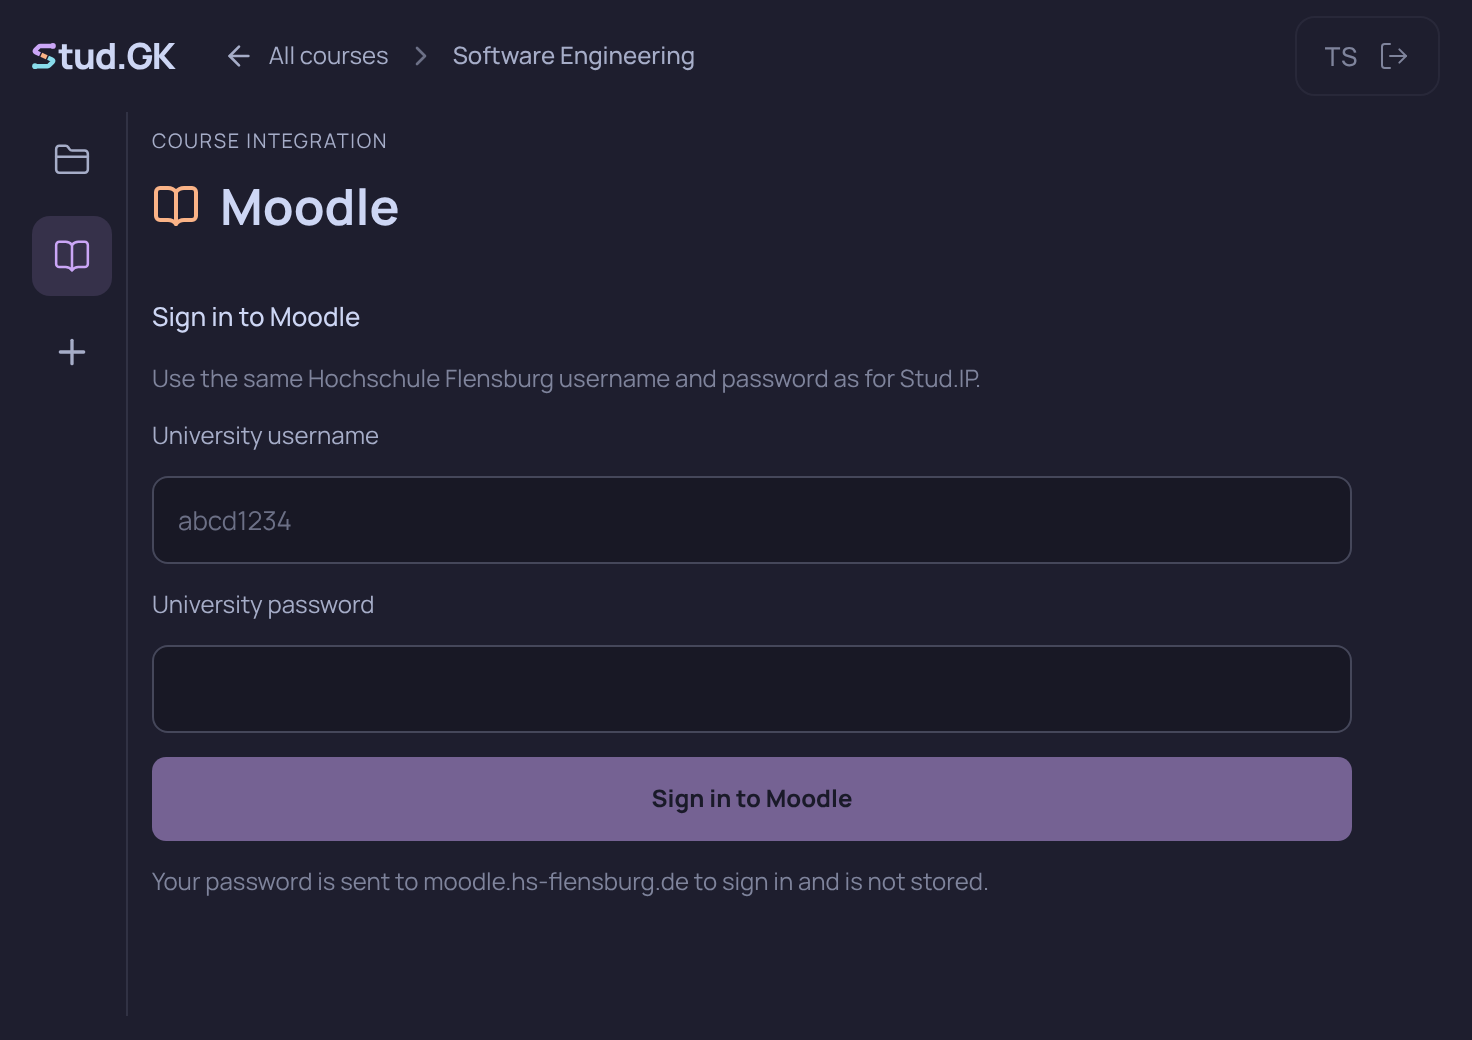 Stud.GK
All courses
Software Engineering
TS
COURSE INTEGRATION
Moodle
Sign in to Moodle
Use the same Hochschule Flensburg username and password as for Stud.IP.
University username
abcd1234
University password
Sign in to Moodle
Your password is sent to moodle.hs-flensburg.de to sign in and is not stored.